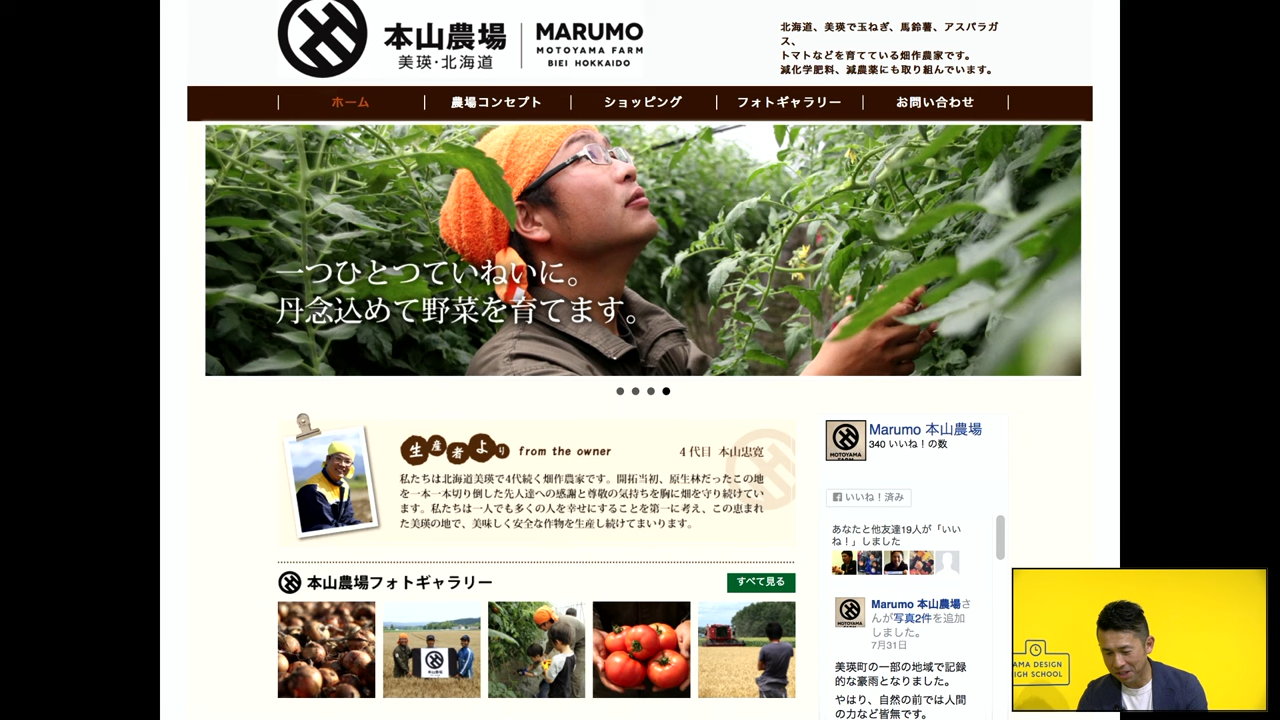 本山農場
美瑛・北海道
MARUMO
MOTOYAMA FARM
BIEI HOKKAIDO
北海道、美瑛で玉ねぎ、馬鈴薯、アスパラガ
ス、
トマトなどを育てている畑作農家です。
減化学肥料、減農薬にも取り組んでいます。
ホーム
農場コンセプト
ショッピング
フォトギャラリー
お問い合わせ
一つひとつていねいに。
丹念込めて野菜を育てます。
生産者より from the owner
4代目 本山忠寛
私たちは北海道美瑛で4代続く畑作農家です。開拓当初、原生林だったこの地
を一本一本切り倒した先人達への感謝と尊敬の気持ちを胸に畑を守り続けてい
ます。私たちは一人でも多くの人を幸せにすることを第一に考え、この恵まれ
た美瑛の地で、美味しく安全な作物を生産し続けてまいります。
本山農場フォトギャラリー
すべて見る
本山農場
Marumo 本山農場
340 いいね！の数
MOTOYAMA
いいね！済み
あなたと他友達19人が「いい
ね！」しました
MOTOYAMA
Marumo 本山農場さ
んが写真2件を追加
しました。
7月31日
美瑛町の一部の地域で記録
的な豪雨となりました。
やはり、自然の前では人間
の力など皆無です。
AMA DESIGN
IGH SCHOOL